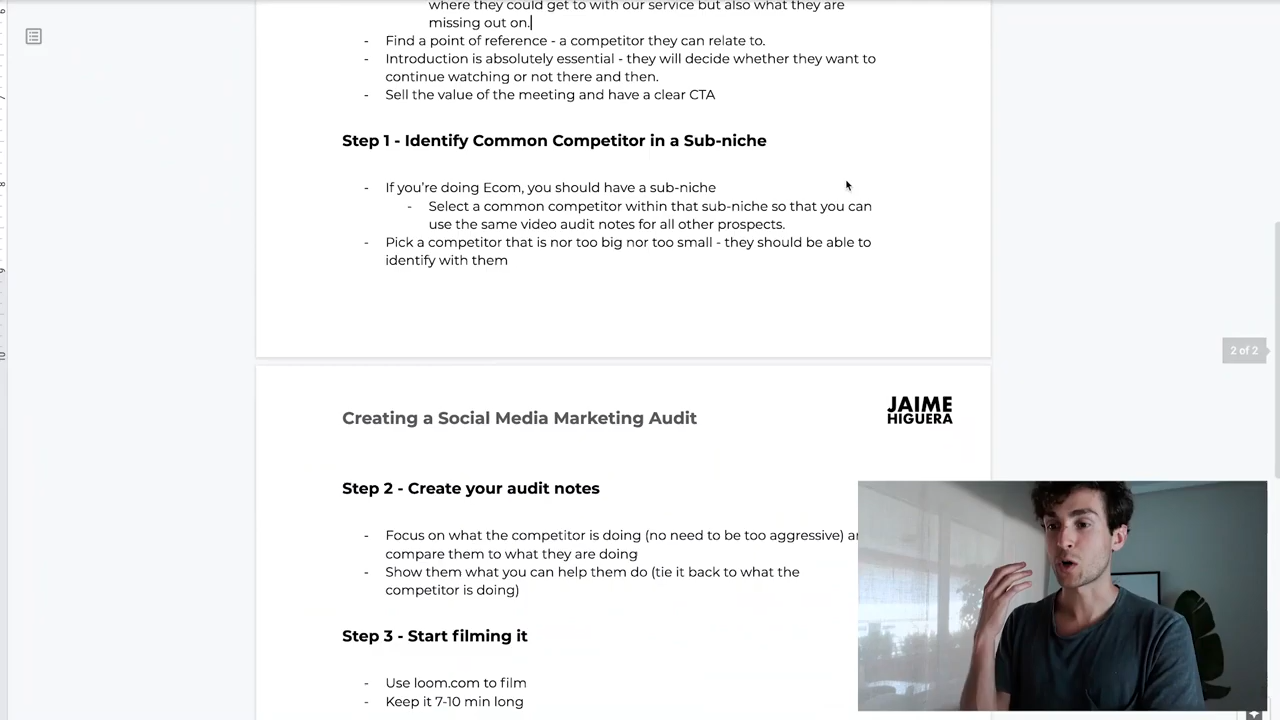 where they could get to with our service but also what they are
missing out on.
- Find a point of reference - a competitor they can relate to.
- Introduction is absolutely essential - they will decide whether they want to
continue watching or not there and then.
- Sell the value of the meeting and have a clear CTA
Step 1 - Identify Common Competitor in a Sub-niche
- If you're doing Ecom, you should have a sub-niche
- Select a common competitor within that sub-niche so that you can
use the same video audit notes for all other prospects.
- Pick a competitor that is nor too big nor too small - they should be able to
identify with them
2 of 2
Creating a Social Media Marketing Audit
JAIME
HIGUERA
Step 2 - Create your audit notes
- Focus on what the competitor is doing (no need to be too aggressive)
compare them to what they are doing
- Show them what you can help them do (tie it back to what the
competitor is doing)
Step 3 - Start filming it
- Use loom.com to film
- Keep it 7-10 min long
6
7
8
9
10